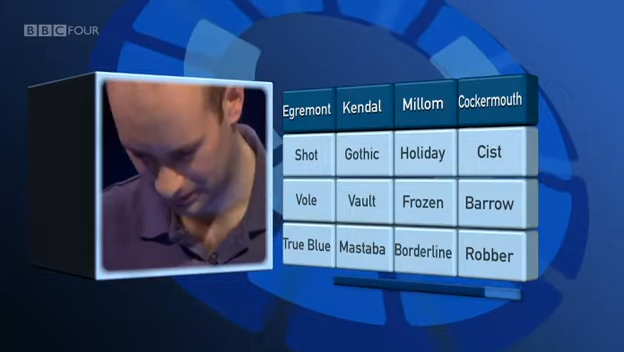 BBC FOUR
Egremont Kendal Millom Cockermouth
Shot Gothic Holiday Cist
Vole Vault Frozen Barrow
True Blue Mastaba Borderline Robber